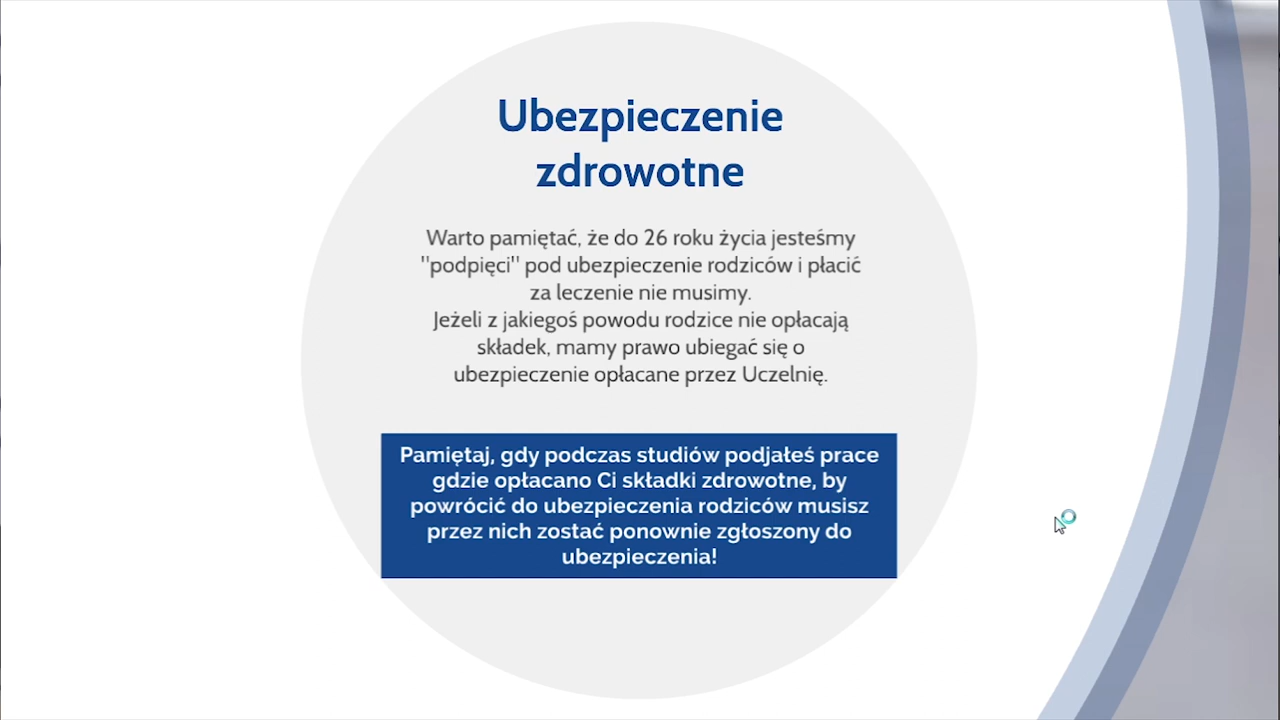 Ubezpieczenie
zdrowotne
Warto pamiętać, że do 26 roku życia jesteśmy
"podpięci" pod ubezpieczenie rodziców i płacić
za leczenie nie musimy.
Jeżeli z jakiegoś powodu rodzice nie opłacają
składek, mamy prawo ubiegać się o
ubezpieczenie opłacane przez Uczelnię.
Pamiętaj, gdy podczas studiów podjałeś prace
gdzie opłacano Ci składki zdrowotne, by
powrócić do ubezpieczenia rodziców musisz
przez nich zostać ponownie zgłoszony do
ubezpieczenia!